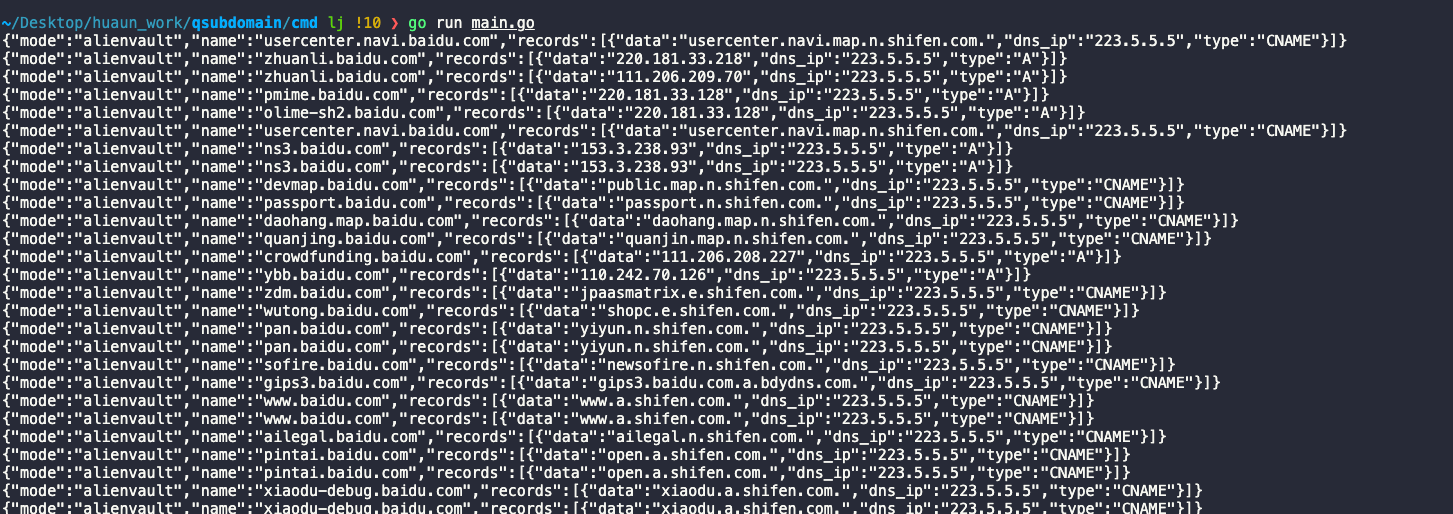 ~/Desktop/huaun_work/qsubdomain/cmd lj !10 ❯ go run main.go
{"mode":"alienvault","name":"usercenter.navi.baidu.com","records":[{"data":"usercenter.navi.map.n.shifen.com.","dns_ip":"223.5.5.5","type":"CNAME"}]}
{"mode":"alienvault","name":"zhuanli.baidu.com","records":[{"data":"220.181.33.218","dns_ip":"223.5.5.5","type":"A"}]}
{"mode":"alienvault","name":"zhuanli.baidu.com","records":[{"data":"111.206.209.70","dns_ip":"223.5.5.5","type":"A"}]}
{"mode":"alienvault","name":"pmime.baidu.com","records":[{"data":"220.181.33.128","dns_ip":"223.5.5.5","type":"A"}]}
{"mode":"alienvault","name":"olime-sh2.baidu.com","records":[{"data":"220.181.33.128","dns_ip":"223.5.5.5","type":"A"}]}
{"mode":"alienvault","name":"usercenter.navi.baidu.com","records":[{"data":"usercenter.navi.map.n.shifen.com.","dns_ip":"223.5.5.5","type":"CNAME"}]}
{"mode":"alienvault","name":"ns3.baidu.com","records":[{"data":"153.3.238.93","dns_ip":"223.5.5.5","type":"A"}]}
{"mode":"alienvault","name":"ns3.baidu.com","records":[{"data":"153.3.238.93","dns_ip":"223.5.5.5","type":"A"}]}
{"mode":"alienvault","name":"devmap.baidu.com","records":[{"data":"public.map.n.shifen.com.","dns_ip":"223.5.5.5","type":"CNAME"}]}
{"mode":"alienvault","name":"passport.baidu.com","records":[{"data":"passport.n.shifen.com.","dns_ip":"223.5.5.5","type":"CNAME"}]}
{"mode":"alienvault","name":"daohang.map.baidu.com","records":[{"data":"daohang.map.n.shifen.com.","dns_ip":"223.5.5.5","type":"CNAME"}]}
{"mode":"alienvault","name":"quanjing.baidu.com","records":[{"data":"quanjin.map.n.shifen.com.","dns_ip":"223.5.5.5","type":"CNAME"}]}
{"mode":"alienvault","name":"crowdfunding.baidu.com","records":[{"data":"111.206.208.227","dns_ip":"223.5.5.5","type":"A"}]}
{"mode":"alienvault","name":"ybb.baidu.com","records":[{"data":"110.242.70.126","dns_ip":"223.5.5.5","type":"A"}]}
{"mode":"alienvault","name":"zdm.baidu.com","records":[{"data":"jpaasmatrix.e.shifen.com.","dns_ip":"223.5.5.5","type":"CNAME"}]}
{"mode":"alienvault","name":"wutong.baidu.com","records":[{"data":"shopc.e.shifen.com.","dns_ip":"223.5.5.5","type":"CNAME"}]}
{"mode":"alienvault","name":"pan.baidu.com","records":[{"data":"yiyun.n.shifen.com.","dns_ip":"223.5.5.5","type":"CNAME"}]}
{"mode":"alienvault","name":"pan.baidu.com","records":[{"data":"yiyun.n.shifen.com.","dns_ip":"223.5.5.5","type":"CNAME"}]}
{"mode":"alienvault","name":"sofire.baidu.com","records":[{"data":"newsofire.n.shifen.com.","dns_ip":"223.5.5.5","type":"CNAME"}]}
{"mode":"alienvault","name":"gips3.baidu.com","records":[{"data":"gips3.baidu.com.a.bdydns.com.","dns_ip":"223.5.5.5","type":"CNAME"}]}
{"mode":"alienvault","name":"www.baidu.com","records":[{"data":"www.a.shifen.com.","dns_ip":"223.5.5.5","type":"CNAME"}]}
{"mode":"alienvault","name":"www.baidu.com","records":[{"data":"www.a.shifen.com.","dns_ip":"223.5.5.5","type":"CNAME"}]}
{"mode":"alienvault","name":"ailegal.baidu.com","records":[{"data":"ailegal.n.shifen.com.","dns_ip":"223.5.5.5","type":"CNAME"}]}
{"mode":"alienvault","name":"pintai.baidu.com","records":[{"data":"open.a.shifen.com.","dns_ip":"223.5.5.5","type":"CNAME"}]}
{"mode":"alienvault","name":"pintai.baidu.com","records":[{"data":"open.a.shifen.com.","dns_ip":"223.5.5.5","type":"CNAME"}]}
{"mode":"alienvault","name":"xiaodu-debug.baidu.com","records":[{"data":"xiaodu.a.shifen.com.","dns_ip":"223.5.5.5","type":"CNAME"}]}
{"mode":"alienvault","name":"xiaodu-debug.baidu.com","records":[{"data":"xiaodu.a.shifen.com.","dns_ip":"223.5.5.5","type":"CNAME"}]}